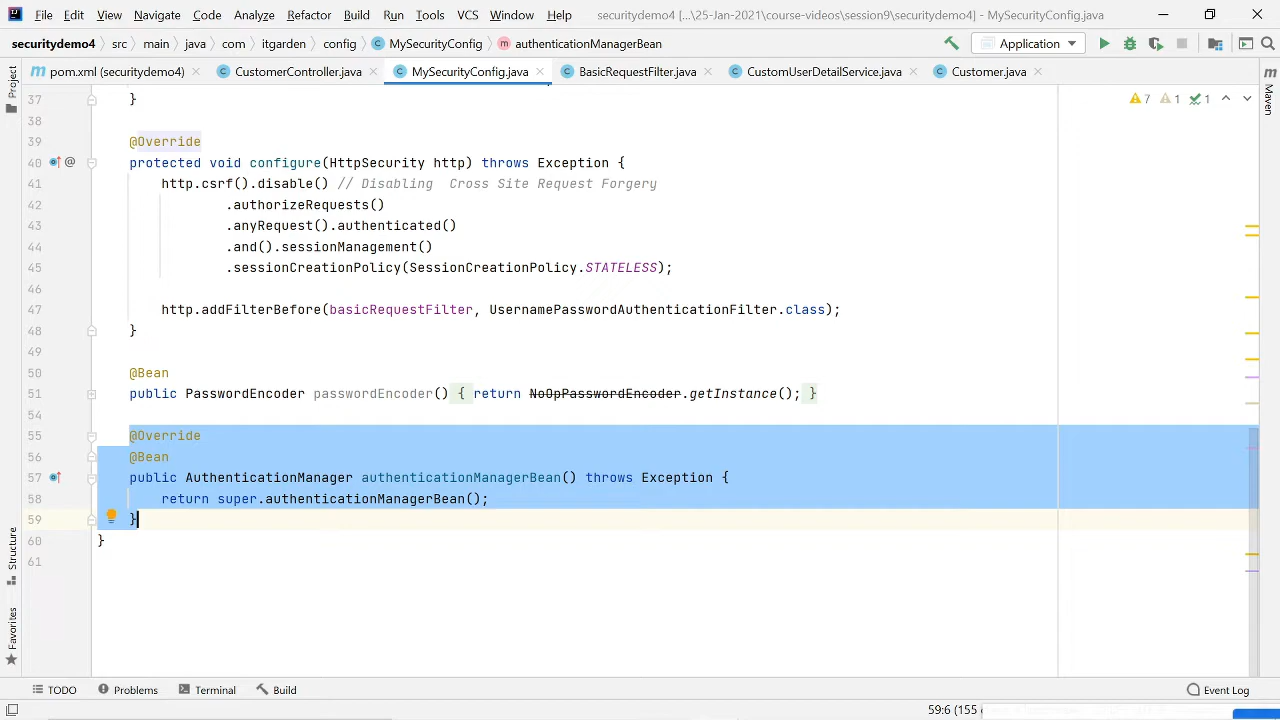 File Edit View Navigate Code Analyze Refactor Build Run Tools VCS Window Help securitydemo4 [...\25-Jan-2021\course-videos\session9\securitydemo4] - MySecurityConfig.java
securitydemo4 src main java com itgarden config MySecurityConfig authenticationManagerBean Application
pom.xml (securitydemo4) CustomerController.java MySecurityConfig.java BasicRequestFilter.java CustomUserDetailService.java Customer.java
Project
Maven
7 1 1
37 }
38
39 @Override
40 @ protected void configure(HttpSecurity http) throws Exception {
41 http.csrf().disable() // Disabling  Cross Site Request Forgery
42 .authorizeRequests()
43 .anyRequest().authenticated()
44 .and().sessionManagement()
45 .sessionCreationPolicy(SessionCreationPolicy.STATELESS);
46
47 http.addFilterBefore(basicRequestFilter, UsernamePasswordAuthenticationFilter.class);
48 }
49
50 @Bean
51 public PasswordEncoder passwordEncoder() { return NoOpPasswordEncoder.getInstance(); }
54
55 @Override
56 @Bean
57 public AuthenticationManager authenticationManagerBean() throws Exception {
58 return super.authenticationManagerBean();
59 }
60 }
61
Structure
Favorites
TODO Problems Terminal Build Event Log
59:6 (155